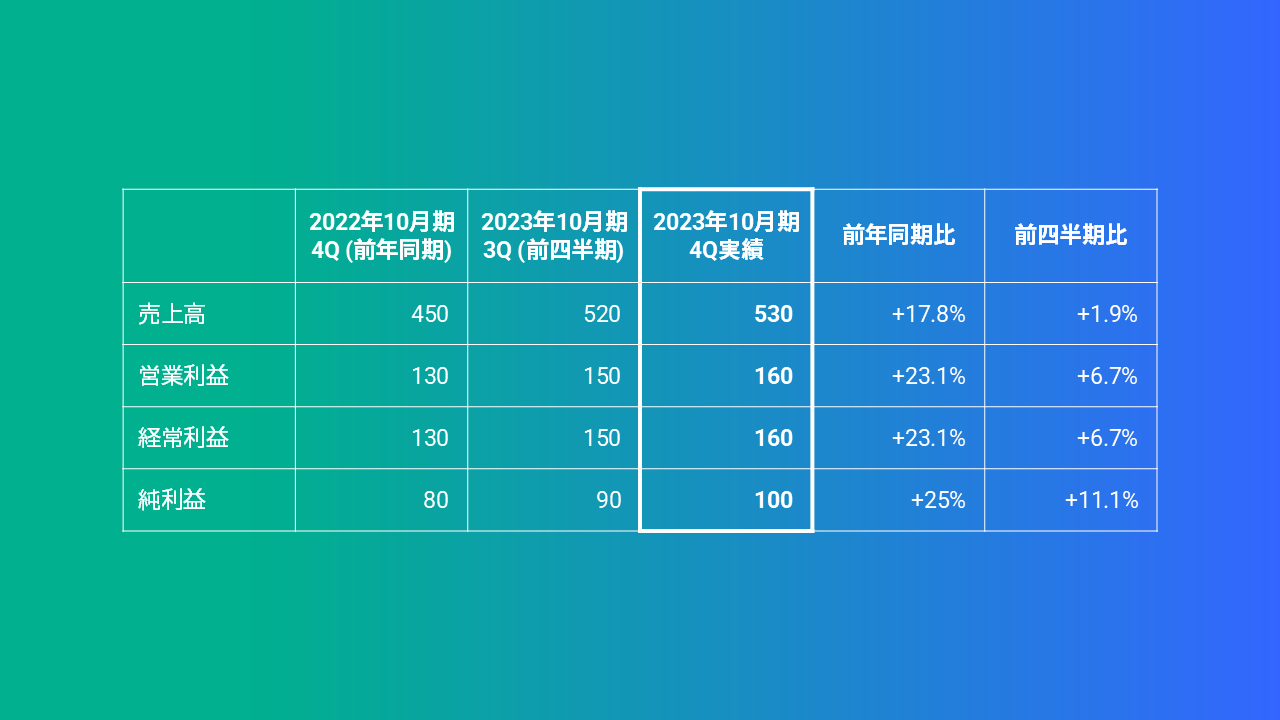 2022年10月期 2023年10月期 2023年10月期 前年同期比 前四半期比
4Q (前年同期) 3Q (前四半期) 4Q実績
売上高 450 520 530 +17.8% +1.9%
営業利益 130 150 160 +23.1% +6.7%
経常利益 130 150 160 +23.1% +6.7%
純利益 80 90 100 +25% +11.1%